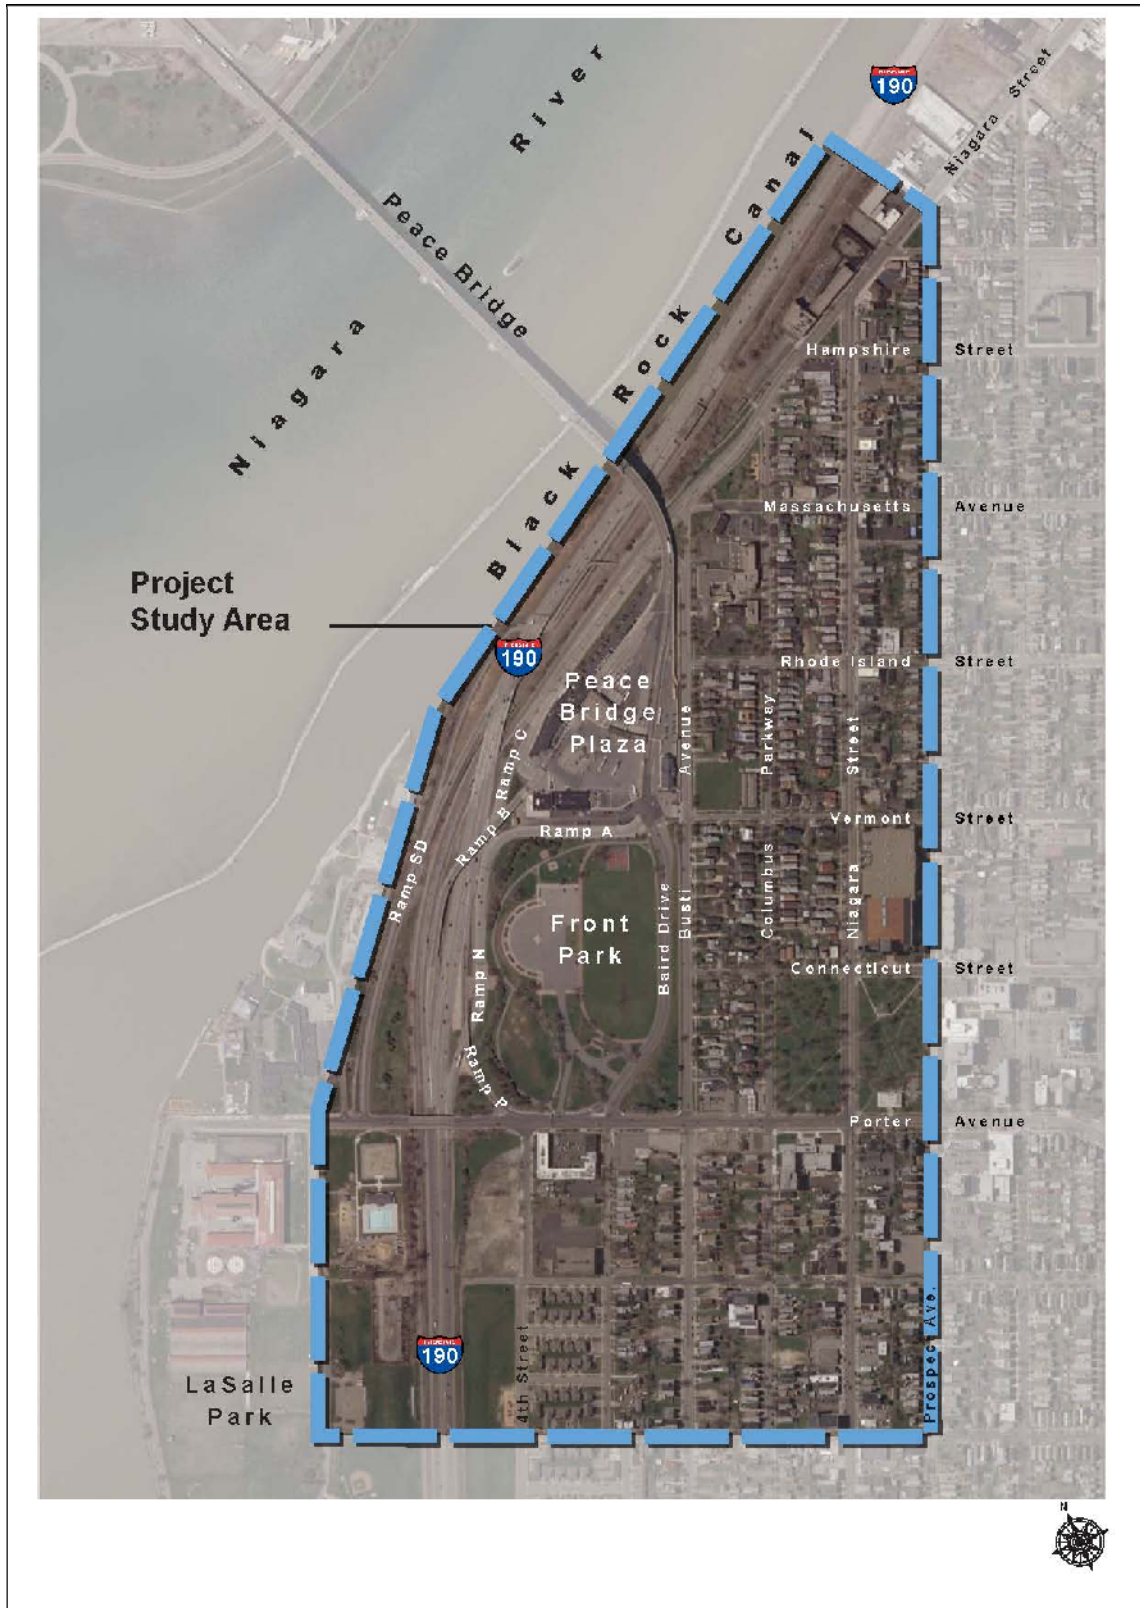 190
Niagara Street
Niagara River
Peace Bridge
Black Rock Canal
Hampshire Street
Massachusetts Avenue
Project
Study Area
190
Rhode Island Street
Peace
Bridge
Plaza
Busti Avenue
Columbus Parkway
Niagara Street
Ramp C
Ramp B
Ramp A
Vermont Street
Ramp SD
Front
Park
Baird Drive
Ramp N
Connecticut Street
Ramp P
Porter Avenue
Prospect Ave.
4th Street
190
LaSalle
Park
N